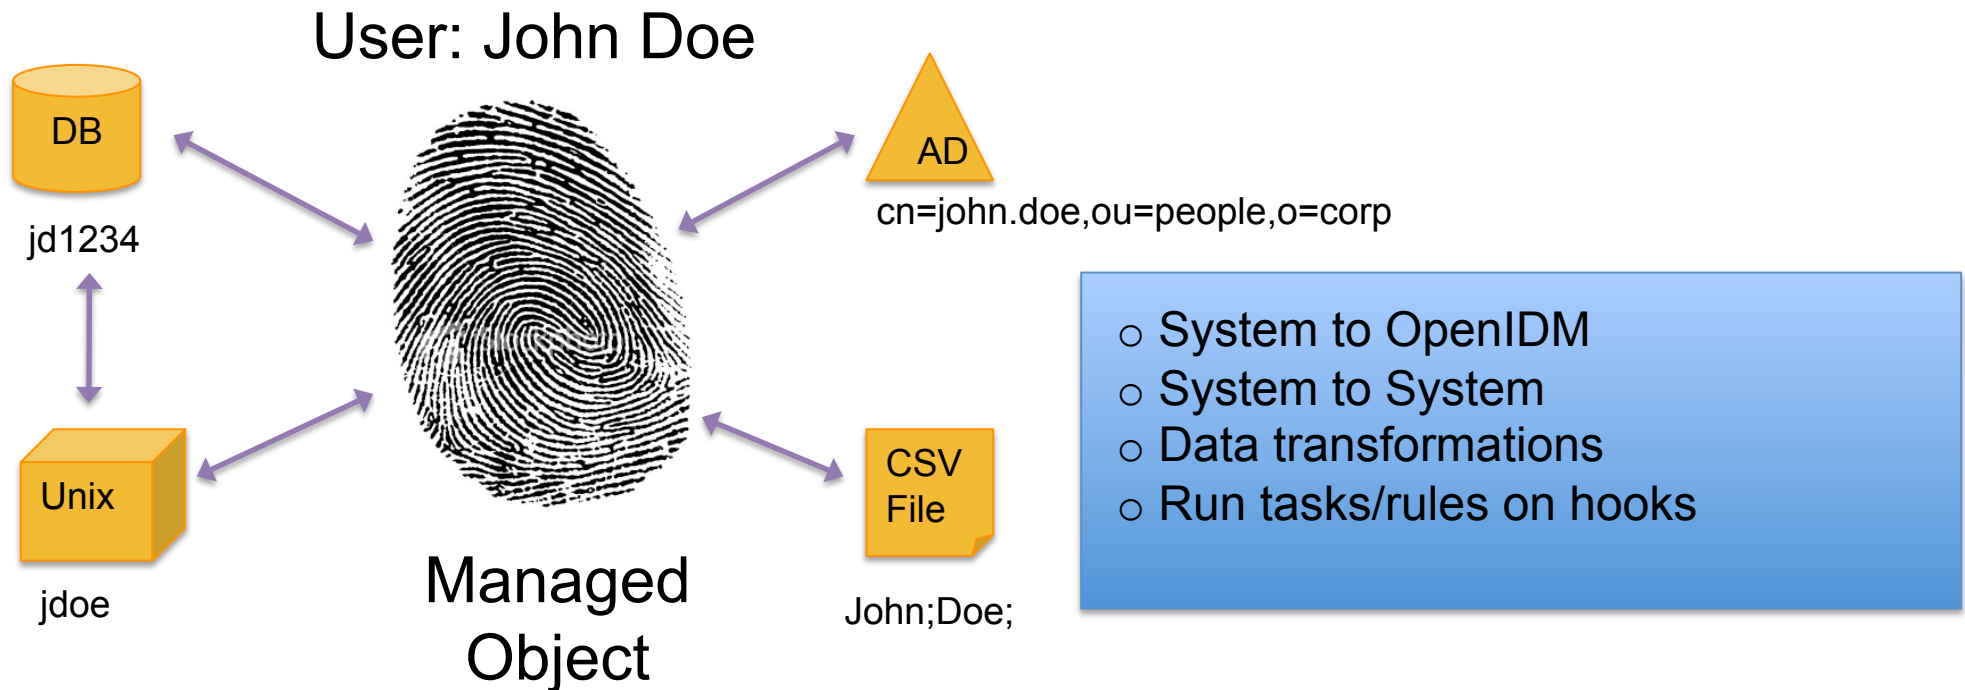 User: John Doe
DB
jd1234
AD
cn=john.doe,ou=people,o=corp
Unix
jdoe
CSV
File
John;Doe;
Managed
Object
o System to OpenIDM
o System to System
o Data transformations
o Run tasks/rules on hooks